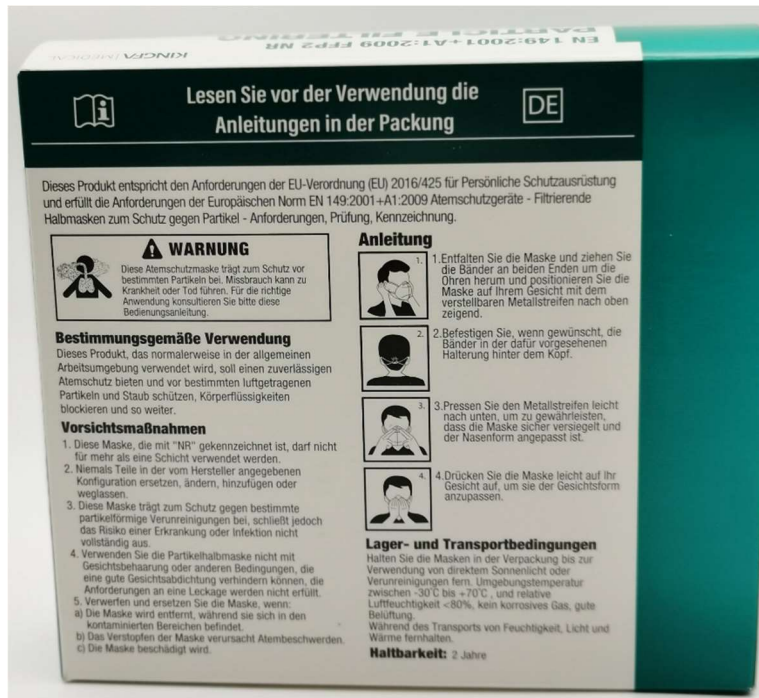 EN 149:2001+A1:2009 FFP2 NR
PARTICLE FILTERING
KINGFA MEDICAL
Lesen Sie vor der Verwendung die
Anleitungen in der Packung
DE
Dieses Produkt entspricht den Anforderungen der EU-Verordnung (EU) 2016/425 für Persönliche Schutzausrüstung
und erfüllt die Anforderungen der Europäischen Norm EN 149:2001+A1:2009 Atemschutzgeräte - Filtrierende
Halbmasken zum Schutz gegen Partikel - Anforderungen, Prüfung, Kennzeichnung.
WARNUNG
Diese Atemschutzmaske trägt zum Schutz vor
bestimmten Partikeln bei. Missbrauch kann zu
Krankheit oder Tod führen. Für die richtige
Anwendung konsultieren Sie bitte diese
Bedienungsanleitung.
Bestimmungsgemäße Verwendung
Dieses Produkt, das normalerweise in der allgemeinen
Arbeitsumgebung verwendet wird, soll einen zuverlässigen
Atemschutz bieten und vor bestimmten luftgetragenen
Partikeln und Staub schützen, Körperflüssigkeiten
blockieren und so weiter.
Vorsichtsmaßnahmen
1. Diese Maske, die mit "NR" gekennzeichnet ist, darf nicht
für mehr als eine Schicht verwendet werden.
2. Niemals Teile in der vom Hersteller angegebenen
Konfiguration ersetzen, ändern, hinzufügen oder
weglassen.
3. Diese Maske trägt zum Schutz gegen bestimmte
partikelförmige Verunreinigungen bei, schließt jedoch
das Risiko einer Erkrankung oder Infektion nicht
vollständig aus.
4. Verwenden Sie die Partikelhalbmaske nicht mit
Gesichtsbehaarung oder anderen Bedingungen, die
eine gute Gesichtsabdichtung verhindern können, die
Anforderungen an eine Leckage werden nicht erfüllt.
5. Verwerfen und ersetzen Sie die Maske, wenn:
a) Die Maske wird entfernt, während sie sich in den
kontaminierten Bereichen befindet.
b) Das Verstopfen der Maske verursacht Atembeschwerden.
c) Die Maske beschädigt wird.
Anleitung
1.
1.Entfalten Sie die Maske und ziehen Sie
die Bänder an beiden Enden um die
Ohren herum und positionieren Sie die
Maske auf Ihrem Gesicht mit dem
verstellbaren Metallstreifen nach oben
zeigend.
2.
2.Befestigen Sie, wenn gewünscht, die
Bänder in der dafür vorgesehenen
Halterung hinter dem Kopf.
3.
3.Pressen Sie den Metallstreifen leicht
nach unten, um zu gewährleisten,
dass die Maske sicher versiegelt und
der Nasenform angepasst ist.
4.
4.Drücken Sie die Maske leicht auf Ihr
Gesicht auf, um sie der Gesichtsform
anzupassen.
Lager- und Transportbedingungen
Halten Sie die Masken in der Verpackung bis zur
Verwendung von direktem Sonnenlicht oder
Verunreinigungen fern. Umgebungstemperatur
zwischen -30℃ bis +70℃ , und relative
Luftfeuchtigkeit <80%, kein korrosives Gas, gute
Belüftung.
Während des Transports von Feuchtigkeit, Licht und
Wärme fernhalten.
Haltbarkeit: 2 Jahre